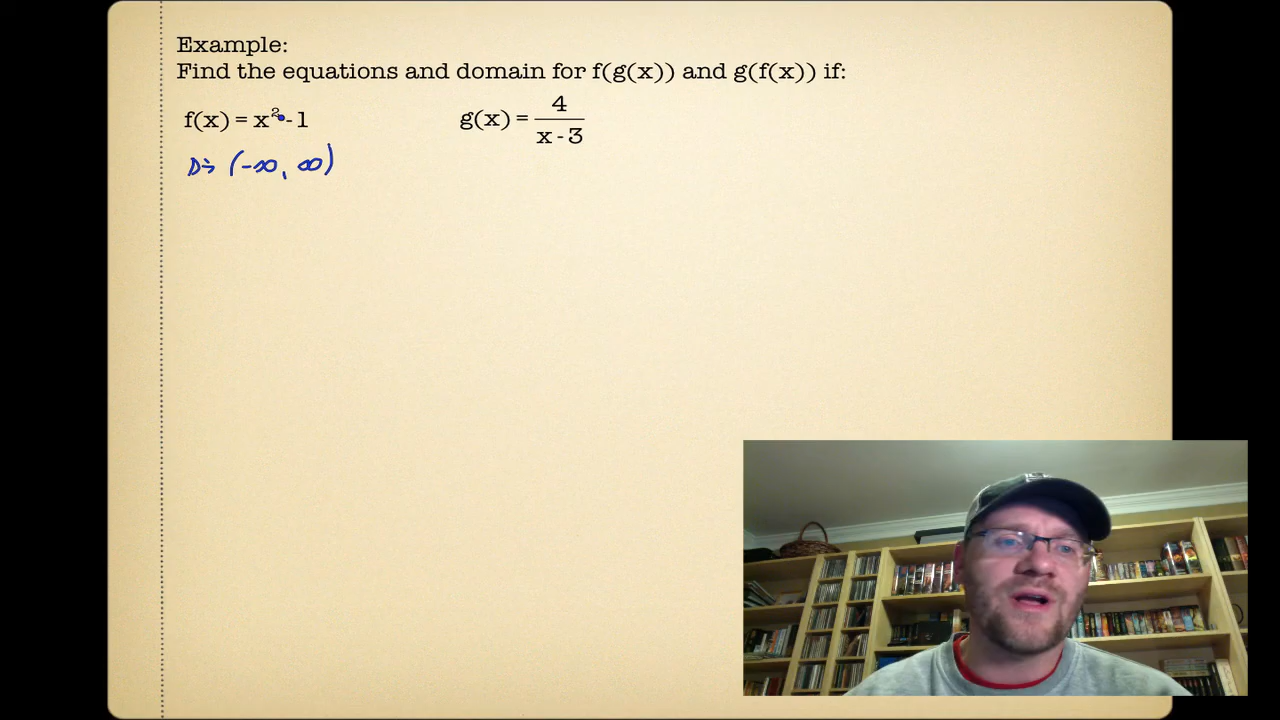 Example:
Find the equations and domain for f(g(x)) and g(f(x)) if:
f(x) = x² - 1
g(x) = 4 / (x - 3)
D: (-∞, ∞)